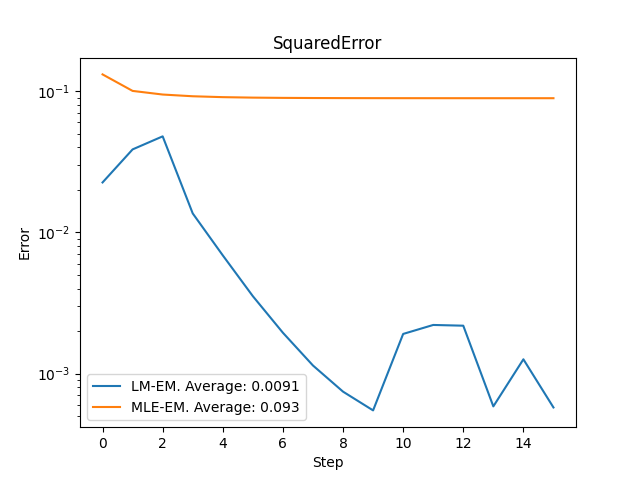 SquaredError
Error
10⁻¹
10⁻²
10⁻³
LM-EM. Average: 0.0091
MLE-EM. Average: 0.093
0 2 4 6 8 10 12 14
Step